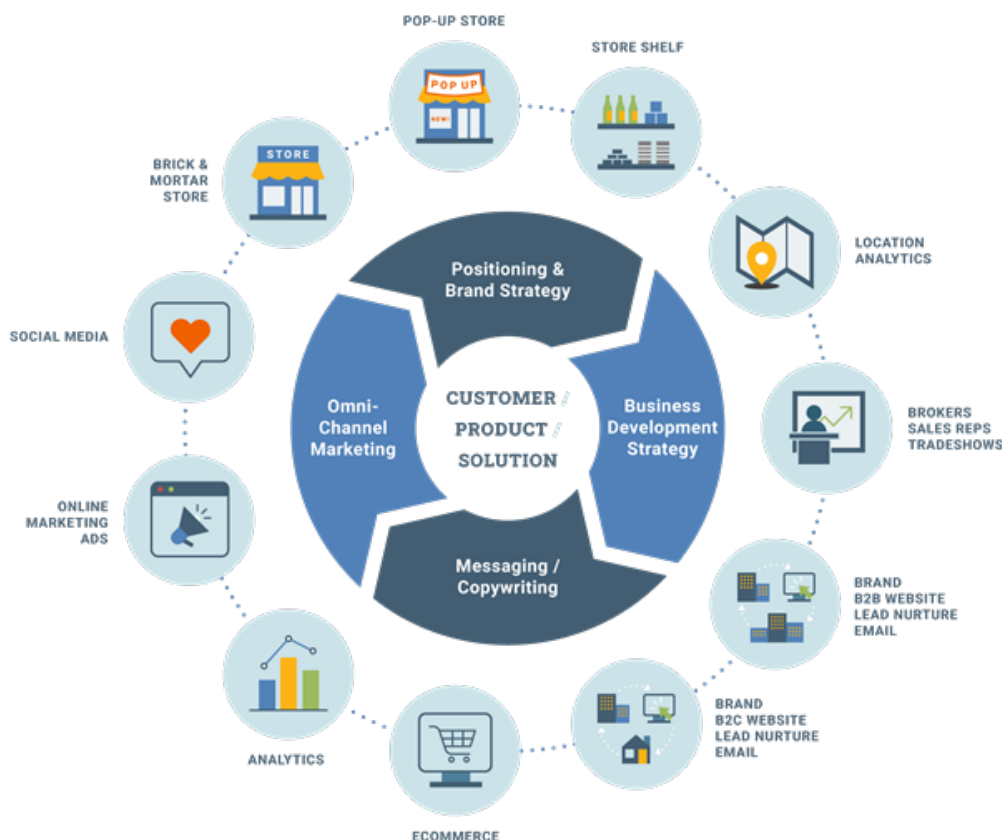 POP-UP STORE
POP UP
NEW!
STORE SHELF
BRICK &
MORTAR
STORE
STORE
LOCATION
ANALYTICS
SOCIAL MEDIA
Positioning &
Brand Strategy
Omni-
Channel
Marketing
CUSTOMER /
PRODUCT /
SOLUTION
Business
Development
Strategy
Messaging /
Copywriting
BROKERS
SALES REPS
TRADESHOWS
ONLINE
MARKETING
ADS
BRAND
B2B WEBSITE
LEAD NURTURE
EMAIL
BRAND
B2C WEBSITE
LEAD NURTURE
EMAIL
ANALYTICS
ECOMMERCE